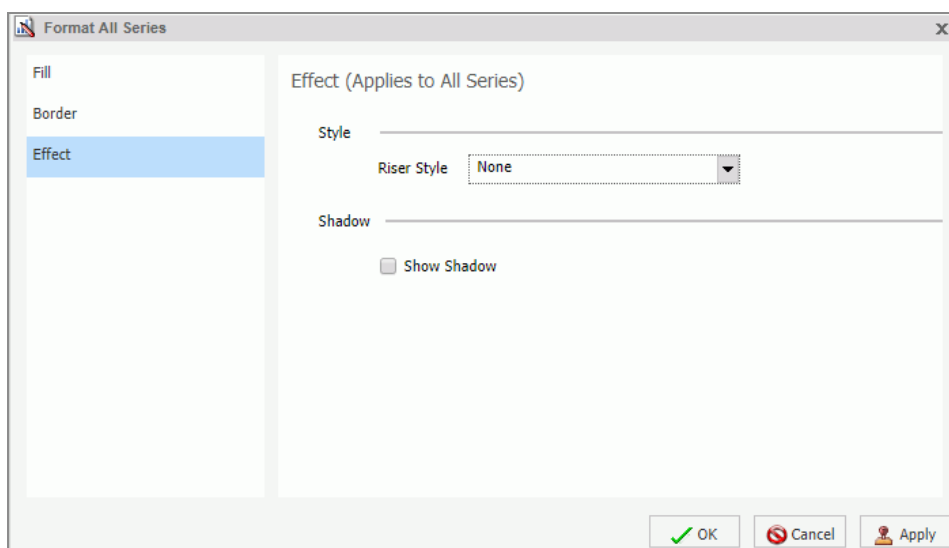 Format All Series
x
Fill
Border
Effect
Effect (Applies to All Series)
Style
Riser Style None
Shadow
Show Shadow
OK Cancel Apply